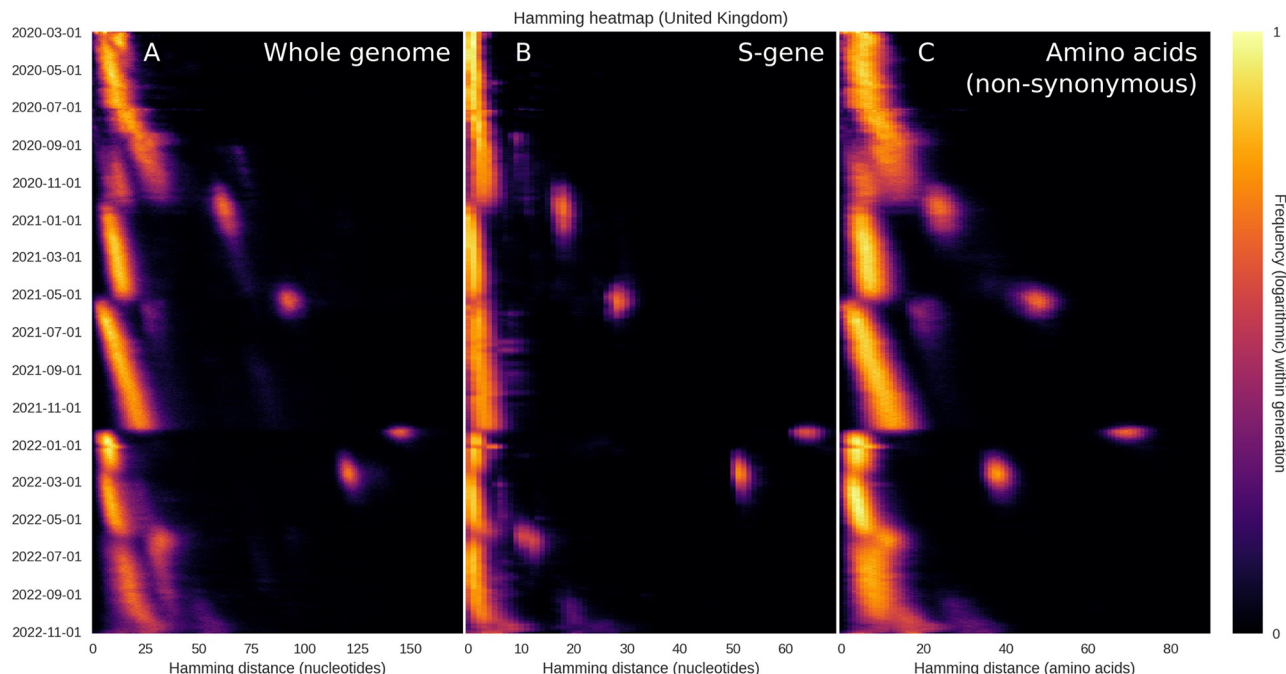 Hamming heatmap (United Kingdom)
A Whole genome
B S-gene
C Amino acids
(non-synonymous)
2020-03-01
2020-05-01
2020-07-01
2020-09-01
2020-11-01
2021-01-01
2021-03-01
2021-05-01
2021-07-01
2021-09-01
2021-11-01
2022-01-01
2022-03-01
2022-05-01
2022-07-01
2022-09-01
2022-11-01
0 25 50 75 100 125 150
Hamming distance (nucleotides)
0 10 20 30 40 50 60
Hamming distance (nucleotides)
0 20 40 60 80
Hamming distance (amino acids)
1
0
Frequency (logarithmic) within generation